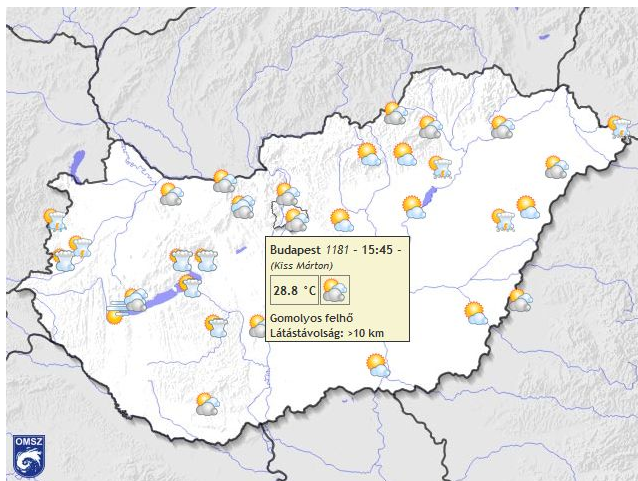 Budapest 1181 - 15:45 -
(Kiss Márton)
28.8 °C
Gomolyos felhő
Látástávolság: >10 km
OMSZ